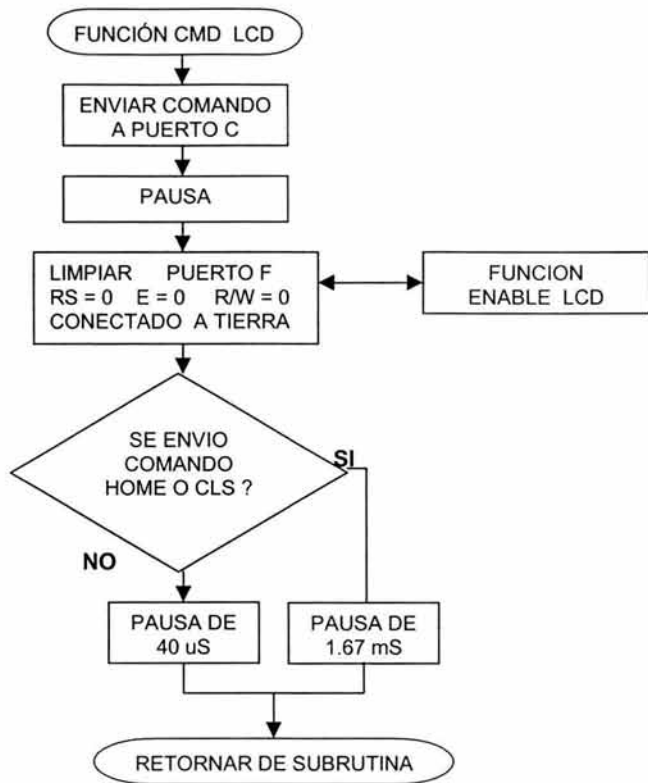 FUNCIÓN CMD LCD
ENVIAR COMANDO
A PUERTO C
PAUSA
LIMPIAR PUERTO F
RS = 0 E = 0 R/W = 0
CONECTADO A TIERRA
FUNCION
ENABLE LCD
SE ENVIO
COMANDO
HOME O CLS ?
SI
NO
PAUSA DE
40 uS
PAUSA DE
1.67 mS
RETORNAR DE SUBRUTINA